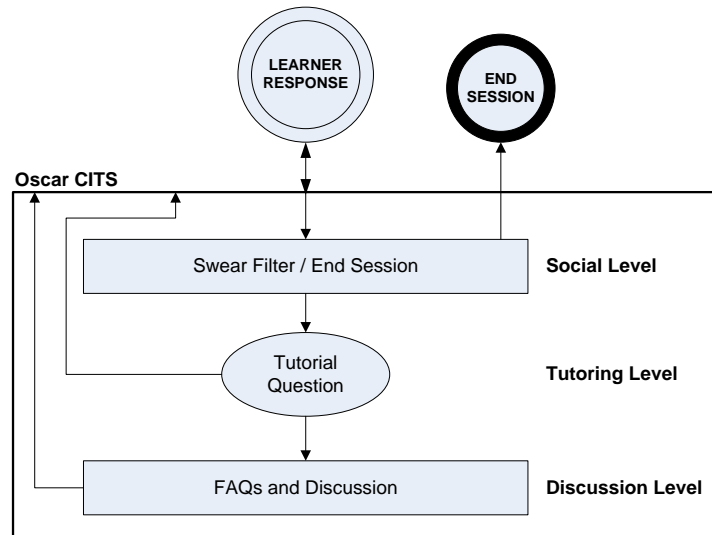 LEARNER
RESPONSE
END
SESSION
Oscar CITS
Swear Filter / End Session
Social Level
Tutorial
Question
Tutoring Level
FAQs and Discussion
Discussion Level